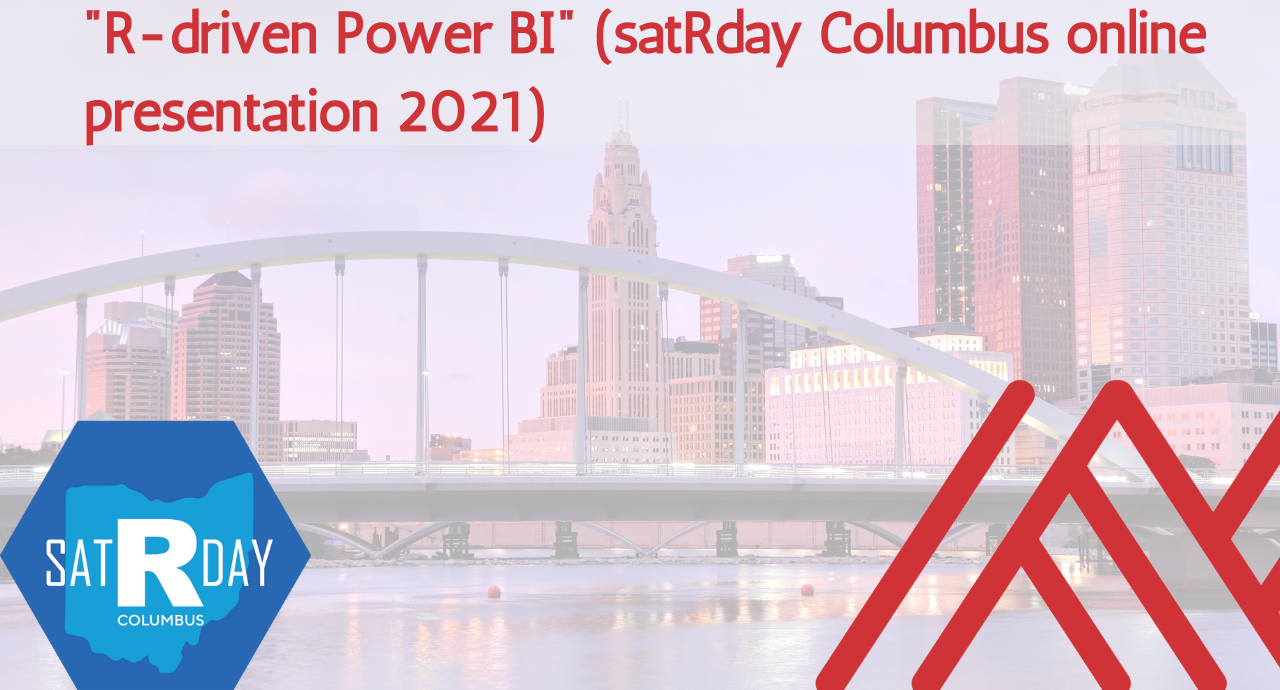 "R-driven Power BI" (satRday Columbus online
presentation 2021)
SATRDAY
COLUMBUS